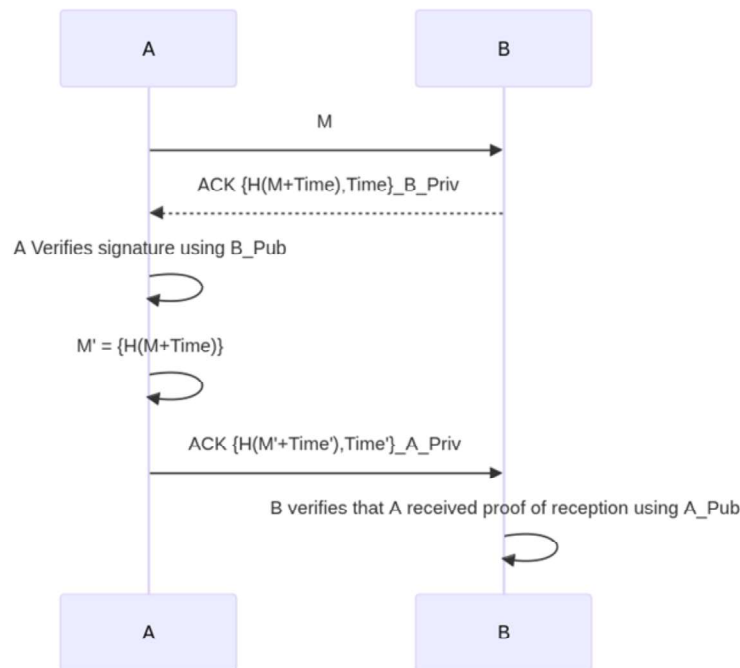 A
B
M
ACK {H(M+Time),Time}_B_Priv
A Verifies signature using B_Pub
M' = {H(M+Time)}
ACK {H(M'+Time'),Time'}_A_Priv
B verifies that A received proof of reception using A_Pub
A
B